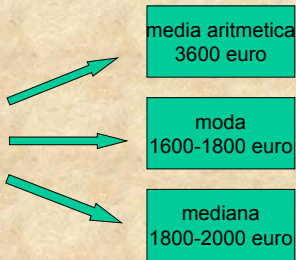 media aritmetica
3600 euro
moda
1600-1800 euro
mediana
1800-2000 euro